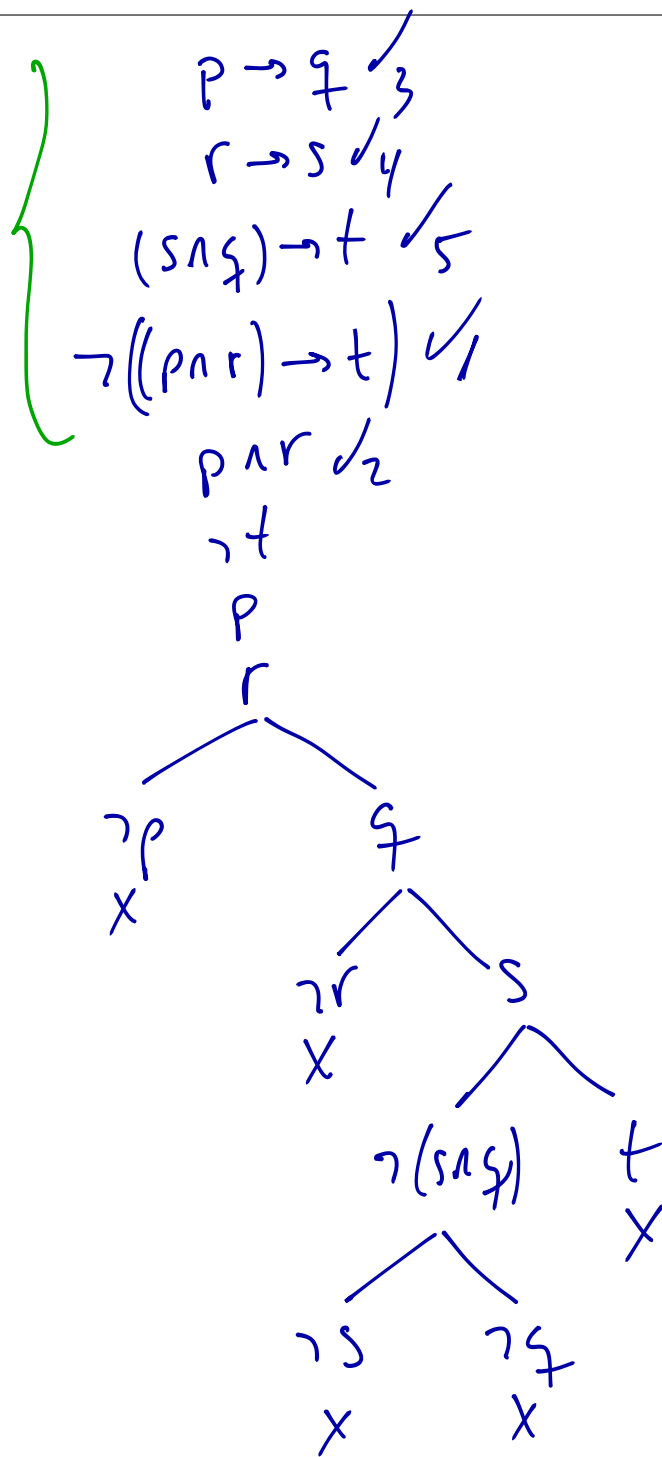 p → q ✓3
r → s ✓4
(s∧q) → t ✓5
¬((p∧r) → t) ✓1
p∧r ✓2
¬t
p
r
¬p q
x
¬r s
x
¬(s∧q) t
x
¬s ¬q
x x